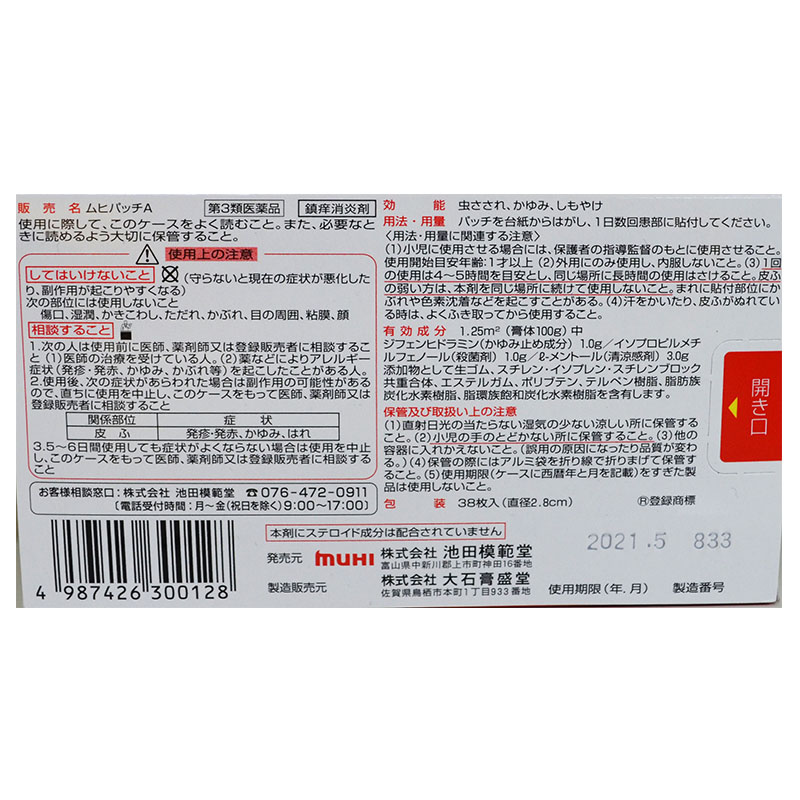 販売名 ムヒパッチA 第3類医薬品 鎮痒消炎剤
使用に際して、このケースをよく読むこと。また、必要なと
きに読めるよう大切に保管すること。
使用上の注意
してはいけないこと (守らないと現在の症状が悪化した
り、副作用が起こりやすくなる)
次の部位には使用しないこと
傷口、湿潤、かきこわし、ただれ、かぶれ、目の周囲、粘膜、顔
相談すること
1.次の人は使用前に医師、薬剤師又は登録販売者に相談するこ
と (1)医師の治療を受けている人。(2)薬などによりアレルギー
症状(発疹・発赤、かゆみ、かぶれ等)を起こしたことがある人。
2.使用後、次の症状があらわれた場合は副作用の可能性がある
ので、直ちに使用を中止し、このケースをもって医師、薬剤師又は
登録販売者に相談すること
関係部位 症状
皮ふ 発疹・発赤、かゆみ、はれ
3.5〜6日間使用しても症状がよくならない場合は使用を中止
し、このケースをもって医師、薬剤師又は登録販売者に相談する
こと
お客様相談窓口:株式会社 池田模範堂 ☎076-472-0911
〔電話受付時間:月〜金(祝日を除く)9:00〜17:00〕
4 987426 300128
効能 虫さされ、かゆみ、しもやけ
用法・用量 パッチを台紙からはがし、1日数回患部に貼付してください。
〈用法・用量に関連する注意〉
(1)小児に使用させる場合には、保護者の指導監督のもとに使用させること。
使用開始目安年齢:1才以上 (2)外用にのみ使用し、内服しないこと。(3)1回
の使用は4〜5時間を目安とし、同じ場所に長時間の使用はさけること。皮ふ
の弱い方は、本剤を同じ場所に続けて使用しないこと。まれに貼付部位にか
ぶれや色素沈着などを起こすことがある。(4)汗をかいたり、皮ふがぬれてい
る時は、よくふき取ってから使用すること。
有効成分 1.25m²(膏体100g)中
ジフェンヒドラミン(かゆみ止め成分) 1.0g/イソプロピルメチ
ルフェノール(殺菌剤) 1.0g/ℓ-メントール(清涼感剤) 3.0g
添加物として生ゴム、スチレン・イソプレン・スチレンブロック
共重合体、エステルガム、ポリブテン、テルペン樹脂、脂肪族
炭化水素樹脂、脂環族飽和炭化水素樹脂を含有します。
保管及び取扱い上の注意
(1)直射日光の当たらない湿気の少ない涼しい所に保管する
こと。(2)小児の手のとどかない所に保管すること。(3)他の
容器に入れかえないこと。(誤用の原因になったり品質が変わ
る。)(4)保管の際にはアルミ袋を折り線で折りまげて保管す
ること。(5)使用期限(ケースに西暦年と月を記載)をすぎた製
品は使用しないこと。
包装 38枚入(直径2.8cm) Ⓡ登録商標
開き口
本剤にステロイド成分は配合されていません
発売元 MUHI 株式会社 池田模範堂
富山県中新川郡上市町神田16番地
製造販売元 株式会社 大石膏盛堂
佐賀県鳥栖市本町1丁目933番地
2021.5 833
使用期限(年.月) 製造番号